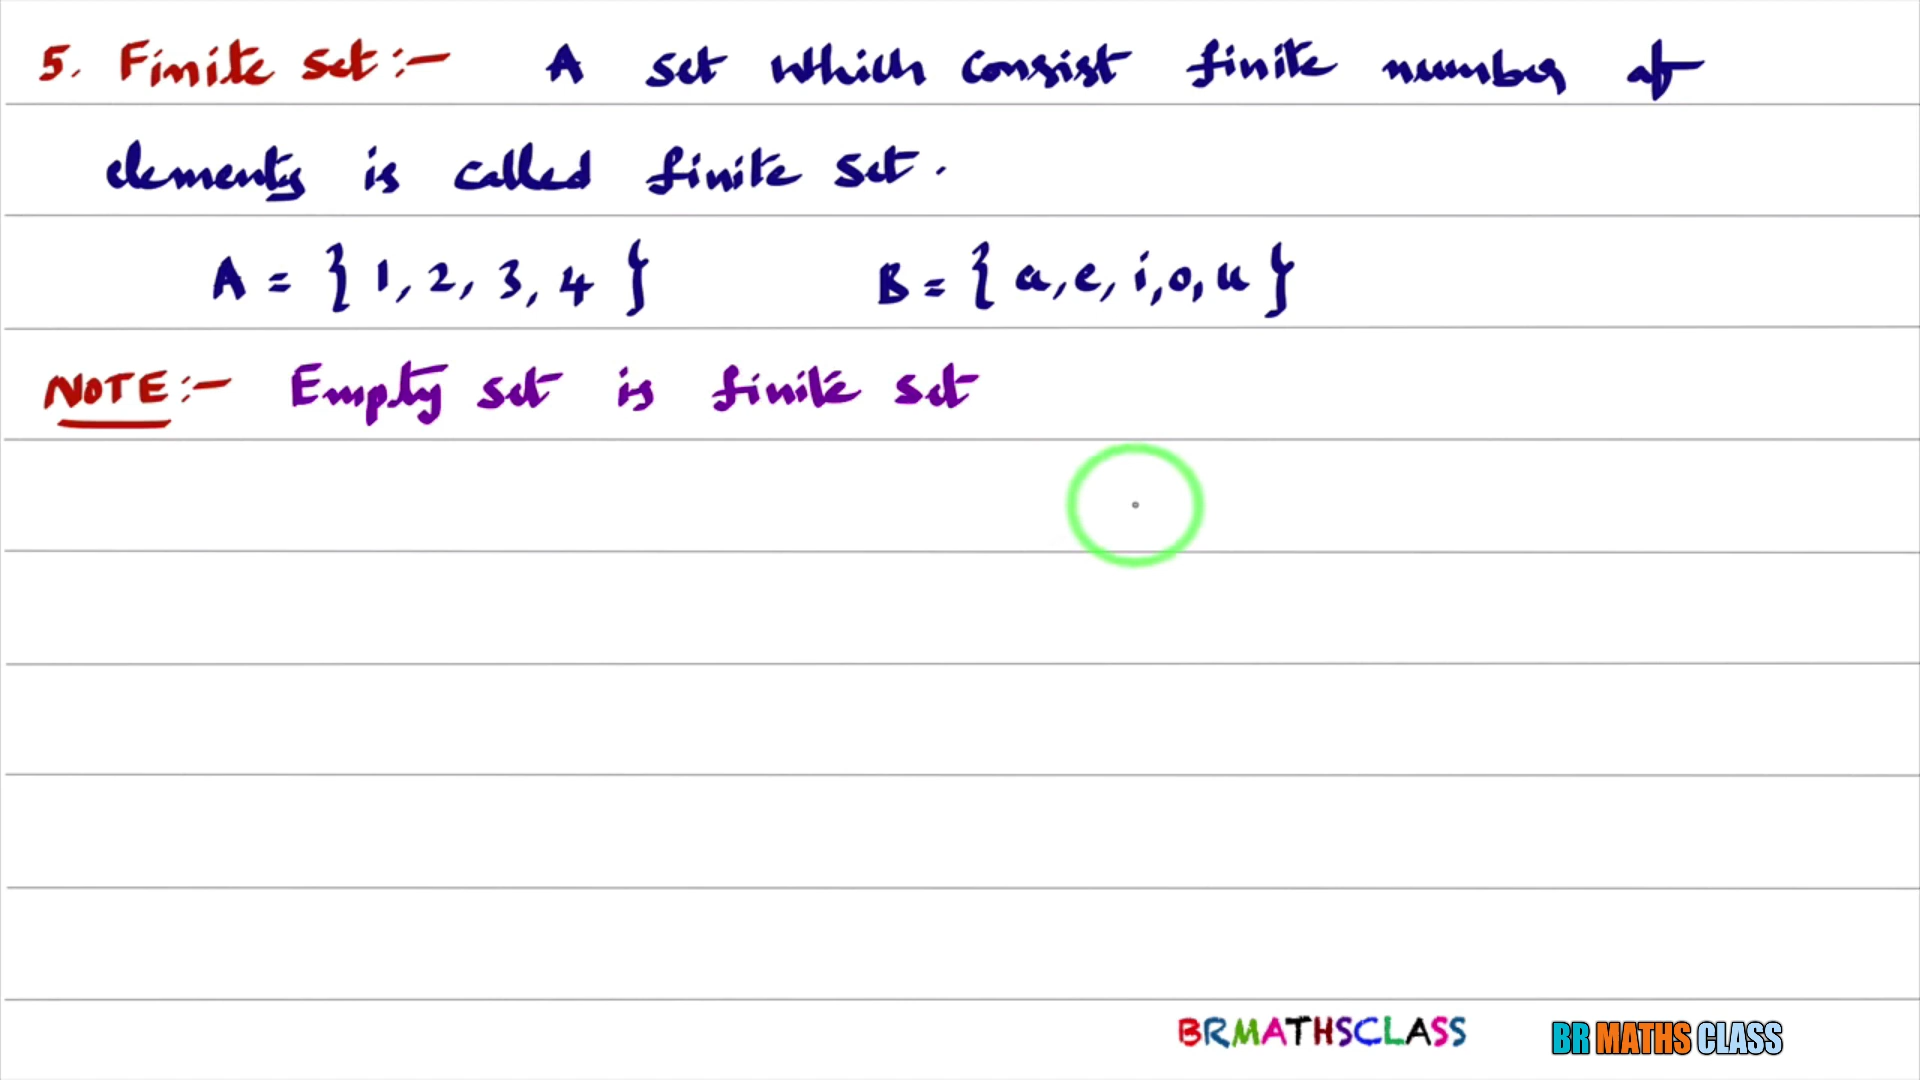 5. Finite set :- A set which consist finite number of
elements is called finite set.
A = { 1, 2, 3, 4 } B = { a, e, i, o, u }
NOTE :- Empty set is finite set
BRMATHSCLASS BR MATHS CLASS